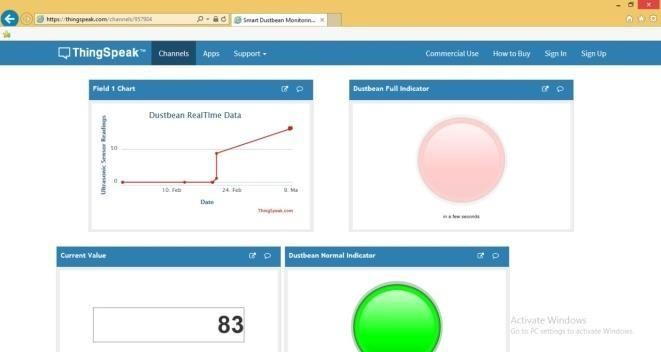 https://thingspeak.com/channels/957904
Smart Dustbean Monitorin...
ThingSpeak™ Channels Apps Support Commercial Use How to Buy Sign In Sign Up
Field 1 Chart
Dustbean RealTime Data
Ultrasonic Sensor Readings
50
0
10. Feb 24. Feb 9. Ma
Date
ThingSpeak.com
Dustbean Full Indicator
in a few seconds
Current Value
83
Dustbean Normal Indicator
Activate Windows
Go to PC settings to activate Windows.